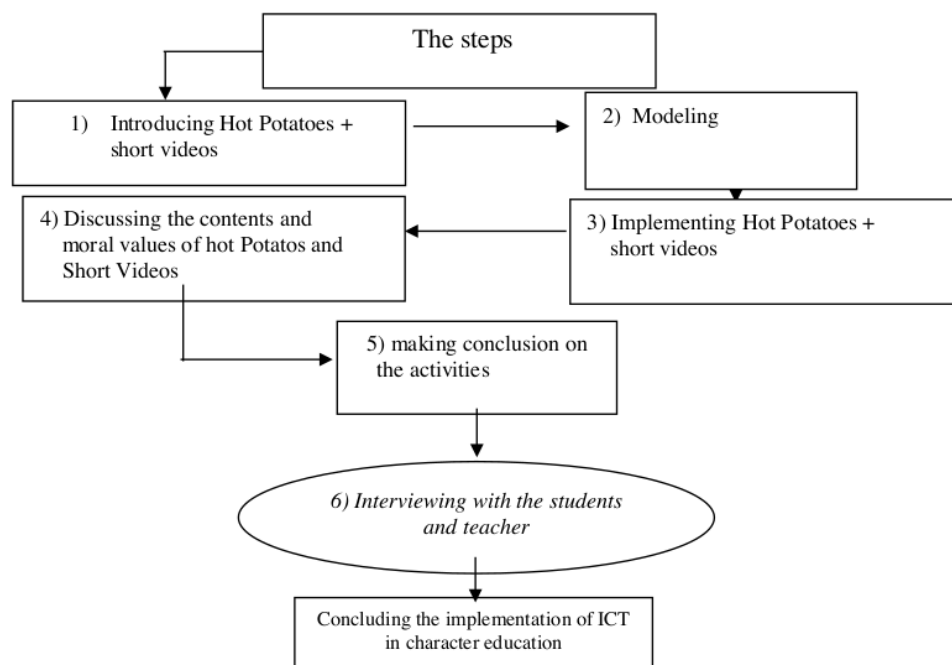 The steps
1) Introducing Hot Potatoes +
short videos
2) Modeling
3) Implementing Hot Potatoes +
short videos
4) Discussing the contents and
moral values of hot Potatos and
Short Videos
5) making conclusion on
the activities
6) Interviewing with the students
and teacher
Concluding the implementation of ICT
in character education